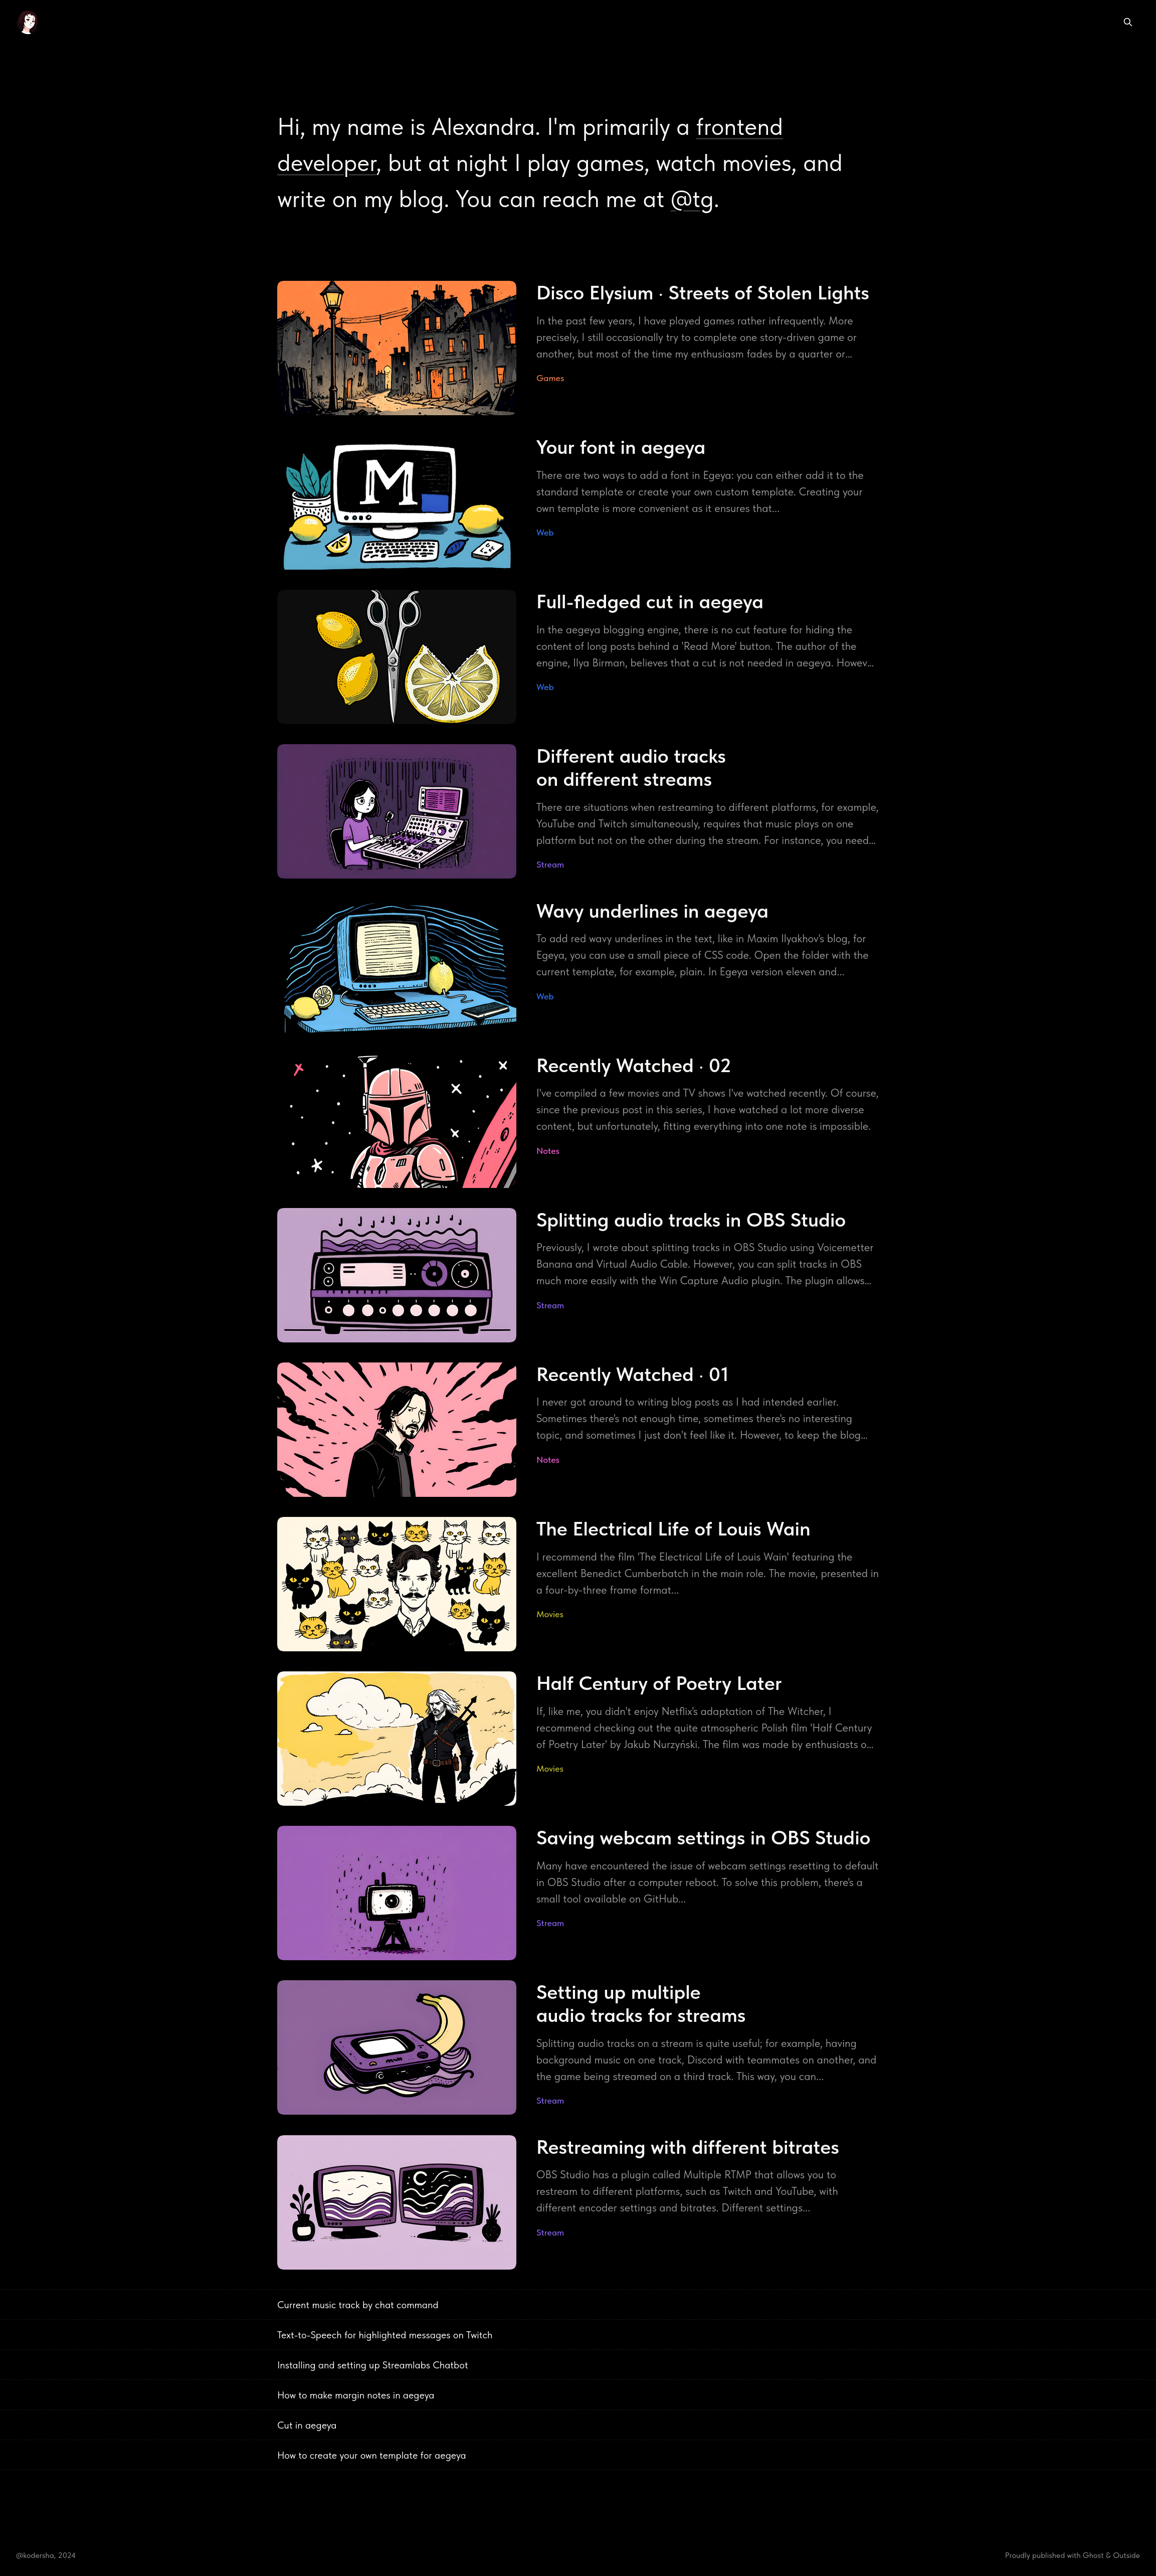 Hi, my name is Alexandra. I'm primarily a frontend
developer, but at night I play games, watch movies, and
write on my blog. You can reach me at @tg.
Disco Elysium · Streets of Stolen Lights
In the past few years, I have played games rather infrequently. More
precisely, I still occasionally try to complete one story-driven game or
another, but most of the time my enthusiasm fades by a quarter or...
Games
M
Your font in aegeya
There are two ways to add a font in Egeya: you can either add it to the
standard template or create your own custom template. Creating your
own template is more convenient as it ensures that...
Web
Full-fledged cut in aegeya
In the aegeya blogging engine, there is no cut feature for hiding the
content of long posts behind a 'Read More' button. The author of the
engine, Ilya Birman, believes that a cut is not needed in aegeya. Howev...
Web
Different audio tracks
on different streams
There are situations when restreaming to different platforms, for example,
YouTube and Twitch simultaneously, requires that music plays on one
platform but not on the other during the stream. For instance, you need...
Stream
Wavy underlines in aegeya
To add red wavy underlines in the text, like in Maxim Ilyakhov's blog, for
Egeya, you can use a small piece of CSS code. Open the folder with the
current template, for example, plain. In Egeya version eleven and...
Web
Recently Watched · 02
I've compiled a few movies and TV shows I've watched recently. Of course,
since the previous post in this series, I have watched a lot more diverse
content, but unfortunately, fitting everything into one note is impossible.
Notes
Splitting audio tracks in OBS Studio
Previously, I wrote about splitting tracks in OBS Studio using Voicemetter
Banana and Virtual Audio Cable. However, you can split tracks in OBS
much more easily with the Win Capture Audio plugin. The plugin allows...
Stream
Recently Watched · 01
I never got around to writing blog posts as I had intended earlier.
Sometimes there's not enough time, sometimes there's no interesting
topic, and sometimes I just don't feel like it. However, to keep the blog...
Notes
The Electrical Life of Louis Wain
I recommend the film 'The Electrical Life of Louis Wain' featuring the
excellent Benedict Cumberbatch in the main role. The movie, presented in
a four-by-three frame format...
Movies
Half Century of Poetry Later
If, like me, you didn't enjoy Netflix's adaptation of The Witcher, I
recommend checking out the quite atmospheric Polish film 'Half Century
of Poetry Later' by Jakub Nurzyński. The film was made by enthusiasts o...
Movies
Saving webcam settings in OBS Studio
Many have encountered the issue of webcam settings resetting to default
in OBS Studio after a computer reboot. To solve this problem, there's a
small tool available on GitHub...
Stream
Setting up multiple
audio tracks for streams
Splitting audio tracks on a stream is quite useful; for example, having
background music on one track, Discord with teammates on another, and
the game being streamed on a third track. This way, you can...
Stream
Restreaming with different bitrates
OBS Studio has a plugin called Multiple RTMP that allows you to
restream to different platforms, such as Twitch and YouTube, with
different encoder settings and bitrates. Different settings...
Stream
Current music track by chat command
Text-to-Speech for highlighted messages on Twitch
Installing and setting up Streamlabs Chatbot
How to make margin notes in aegeya
Cut in aegeya
How to create your own template for aegeya
@kodersha, 2024
Proudly published with Ghost & Outside